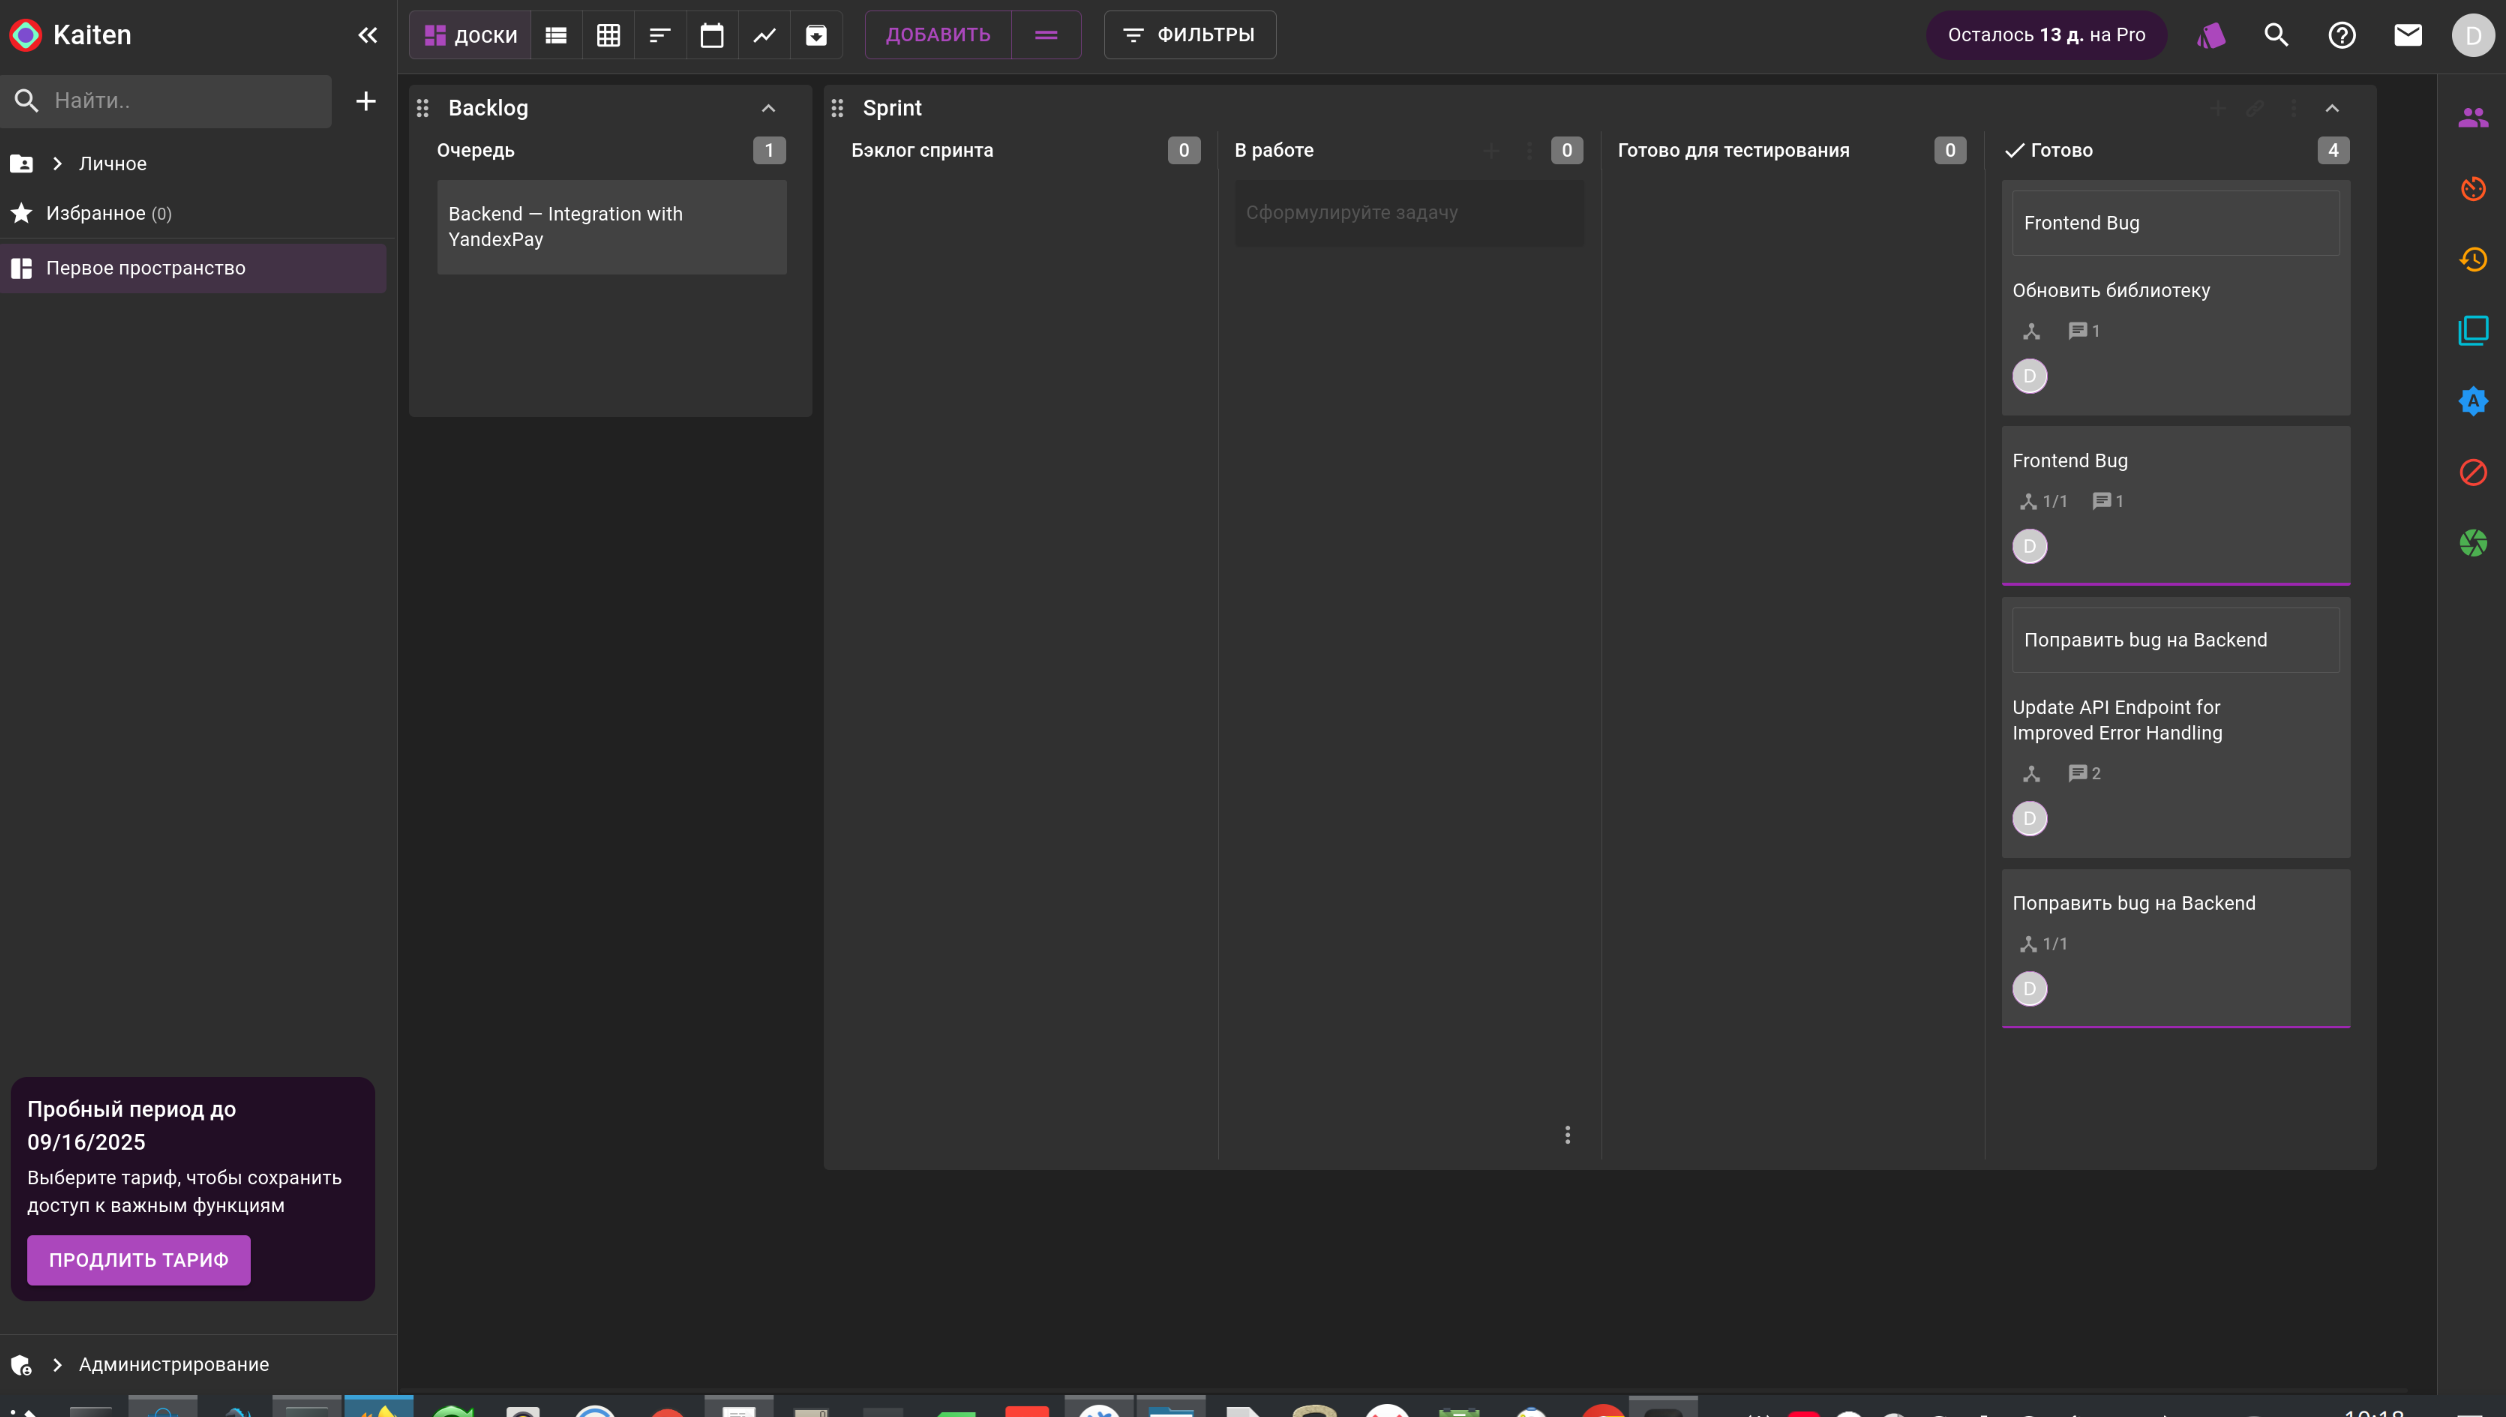 Kaiten
ДОСКИ
ДОБАВИТЬ
ФИЛЬТРЫ
Осталось 13 д. на Pro
D
Найти..
Личное
Избранное (0)
Первое пространство
Backlog
Очередь
1
Backend — Integration with
YandexPay
Sprint
Бэклог спринта
0
В работе
0
Сформулируйте задачу
Готово для тестирования
0
Готово
4
Frontend Bug
Обновить библиотеку
1
D
Frontend Bug
1/1
1
D
Поправить bug на Backend
Update API Endpoint for
Improved Error Handling
2
D
Поправить bug на Backend
1/1
D
A
Пробный период до
09/16/2025
Выберите тариф, чтобы сохранить
доступ к важным функциям
ПРОДЛИТЬ ТАРИФ
Администрирование